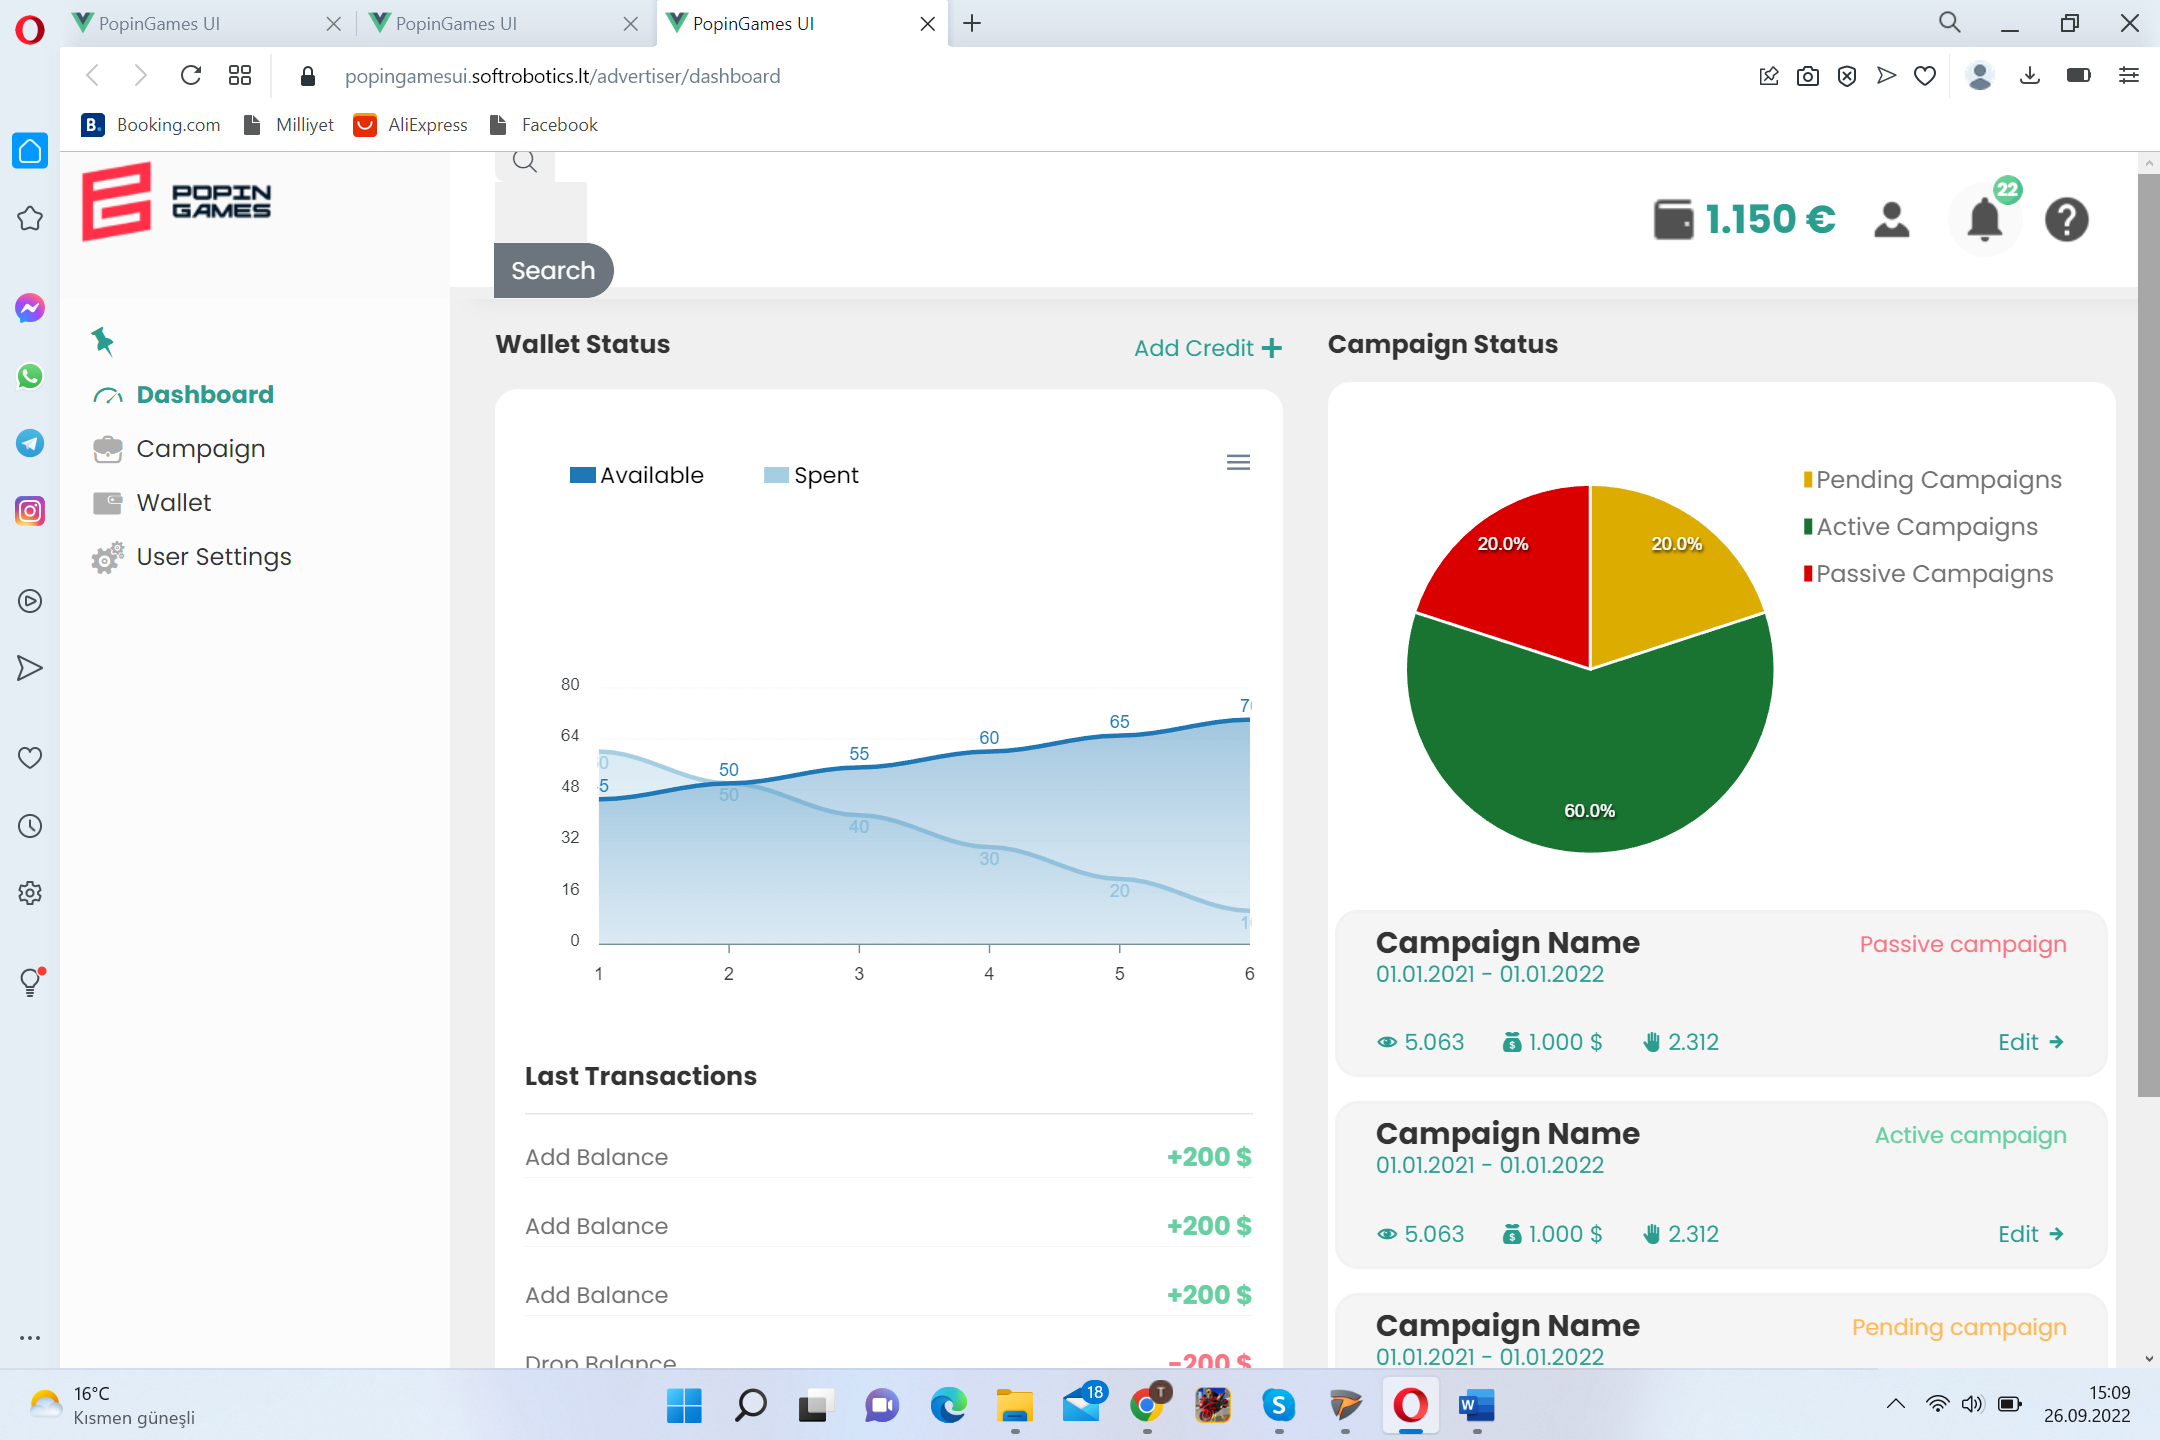 PopinGames UI
PopinGames UI
PopinGames UI
popingamesui.softrobotics.lt/advertiser/dashboard
B. Booking.com
Milliyet
AliExpress
Facebook
POPIN
GAMES
Search
1.150 €
22
Dashboard
Campaign
Wallet
User Settings
Wallet Status
Add Credit
Available
Spent
80
64
48
32
16
0
50
55
60
65
50
40
30
20
1
2
3
4
5
6
Last Transactions
Add Balance +200 $
Add Balance +200 $
Add Balance +200 $
Drop Balance -200 $
Campaign Status
Pending Campaigns
Active Campaigns
Passive Campaigns
20.0%
20.0%
60.0%
Campaign Name
Passive campaign
01.01.2021 - 01.01.2022
5.063
$ 1.000 $
2.312
Edit
Campaign Name
Active campaign
01.01.2021 - 01.01.2022
5.063
$ 1.000 $
2.312
Edit
Campaign Name
Pending campaign
01.01.2021 - 01.01.2022
16°C
Kısmen güneşli
18
T
S
W
15:09
26.09.2022